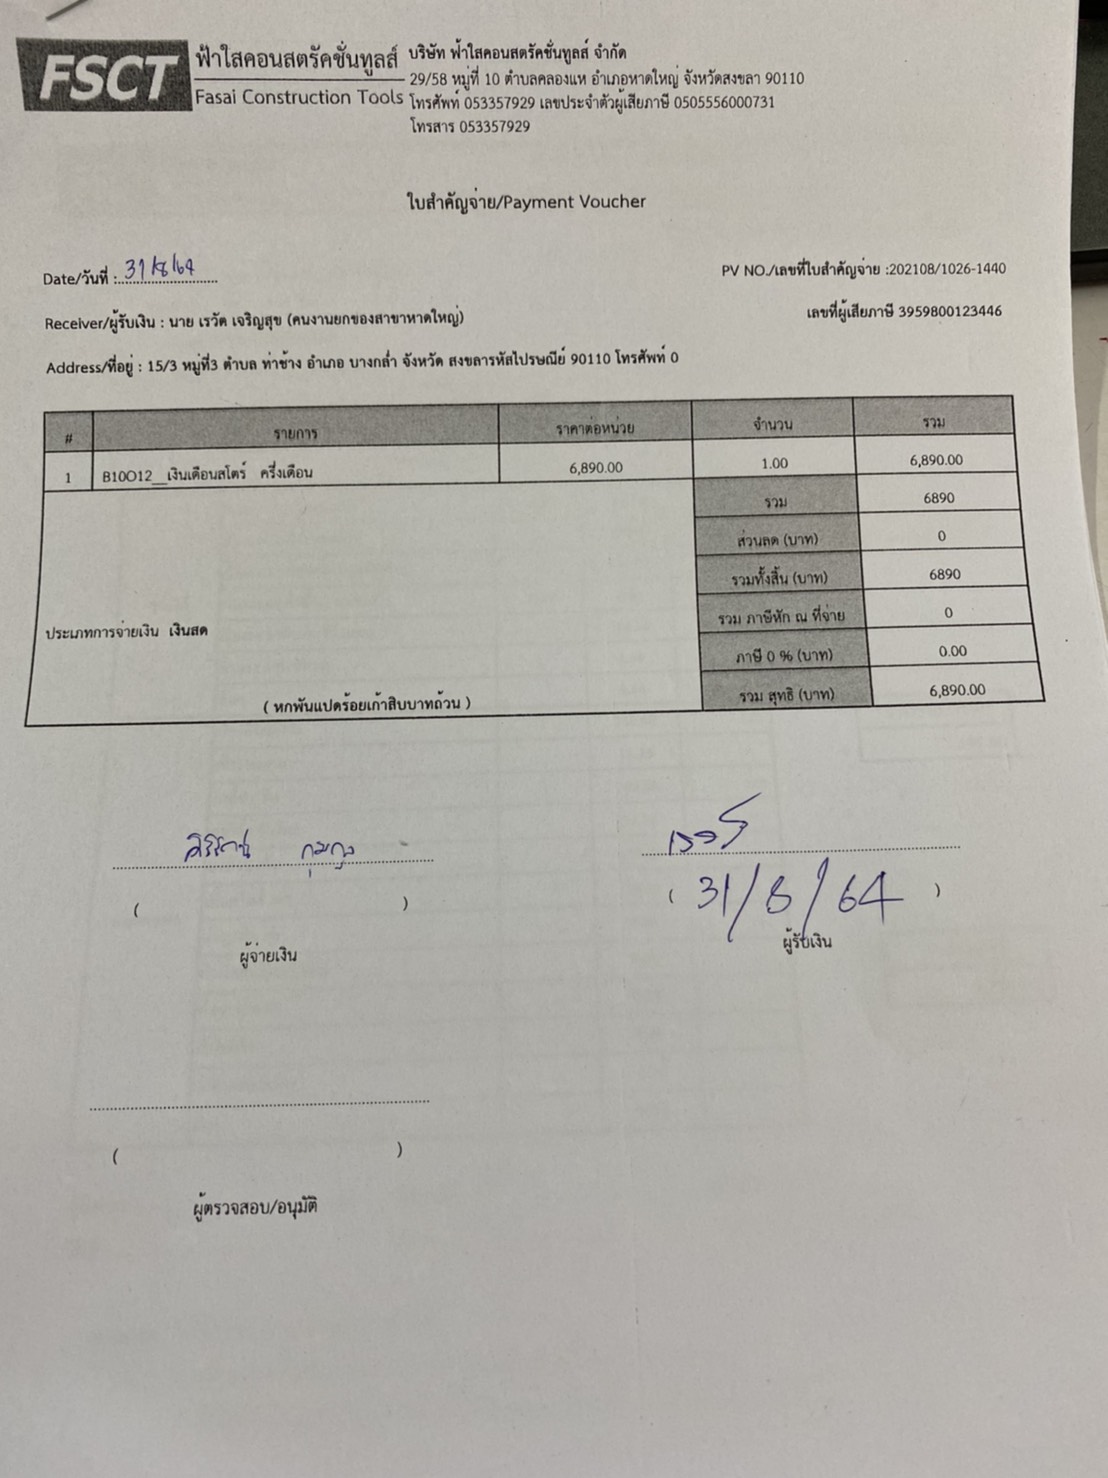 FSCT
ฟ้าใสคอนสตรัคชั่นทูลส์
Fasai Construction Tools
บริษัท ฟ้าใสคอนสตรัคชั่นทูลส์ จำกัด
29/58 หมู่ที่ 10 ตำบลคลองแห อำเภอหาดใหญ่ จังหวัดสงขลา 90110
โทรศัพท์ 053357929 เลขประจำตัวผู้เสียภาษี 0505556000731
โทรสาร 053357929
ใบสำคัญจ่าย/Payment Voucher
Date/วันที่ : 31/8/64
PV NO./เลขที่ใบสำคัญจ่าย :202108/1026-1440
Receiver/ผู้รับเงิน : นาย เรวัด เจริญสุข (คนงานยกของสาขาหาดใหญ่)
เลขที่ผู้เสียภาษี 3959800123446
Address/ที่อยู่ : 15/3 หมู่ที่3 ตำบล ท่าช้าง อำเภอ บางกล่ำ จังหวัด สงขลารหัสไปรษณีย์ 90110 โทรศัพท์ 0
# รายการ ราคาต่อหน่วย จำนวน รวม
1 B10O12__เงินเดือนสโตร์ ครึ่งเดือน 6,890.00 1.00 6,890.00
รวม 6890
ส่วนลด (บาท) 0
รวมทั้งสิ้น (บาท) 6890
รวม ภาษีหัก ณ ที่จ่าย 0
ประเภทการจ่ายเงิน เงินสด
ภาษี 0 % (บาท) 0.00
( หกพันแปดร้อยเก้าสิบบาทถ้วน )
รวม สุทธิ (บาท) 6,890.00
( )
( 31/8/64 )
ผู้จ่ายเงิน
ผู้รับเงิน
( )
ผู้ตรวจสอบ/อนุมัติ